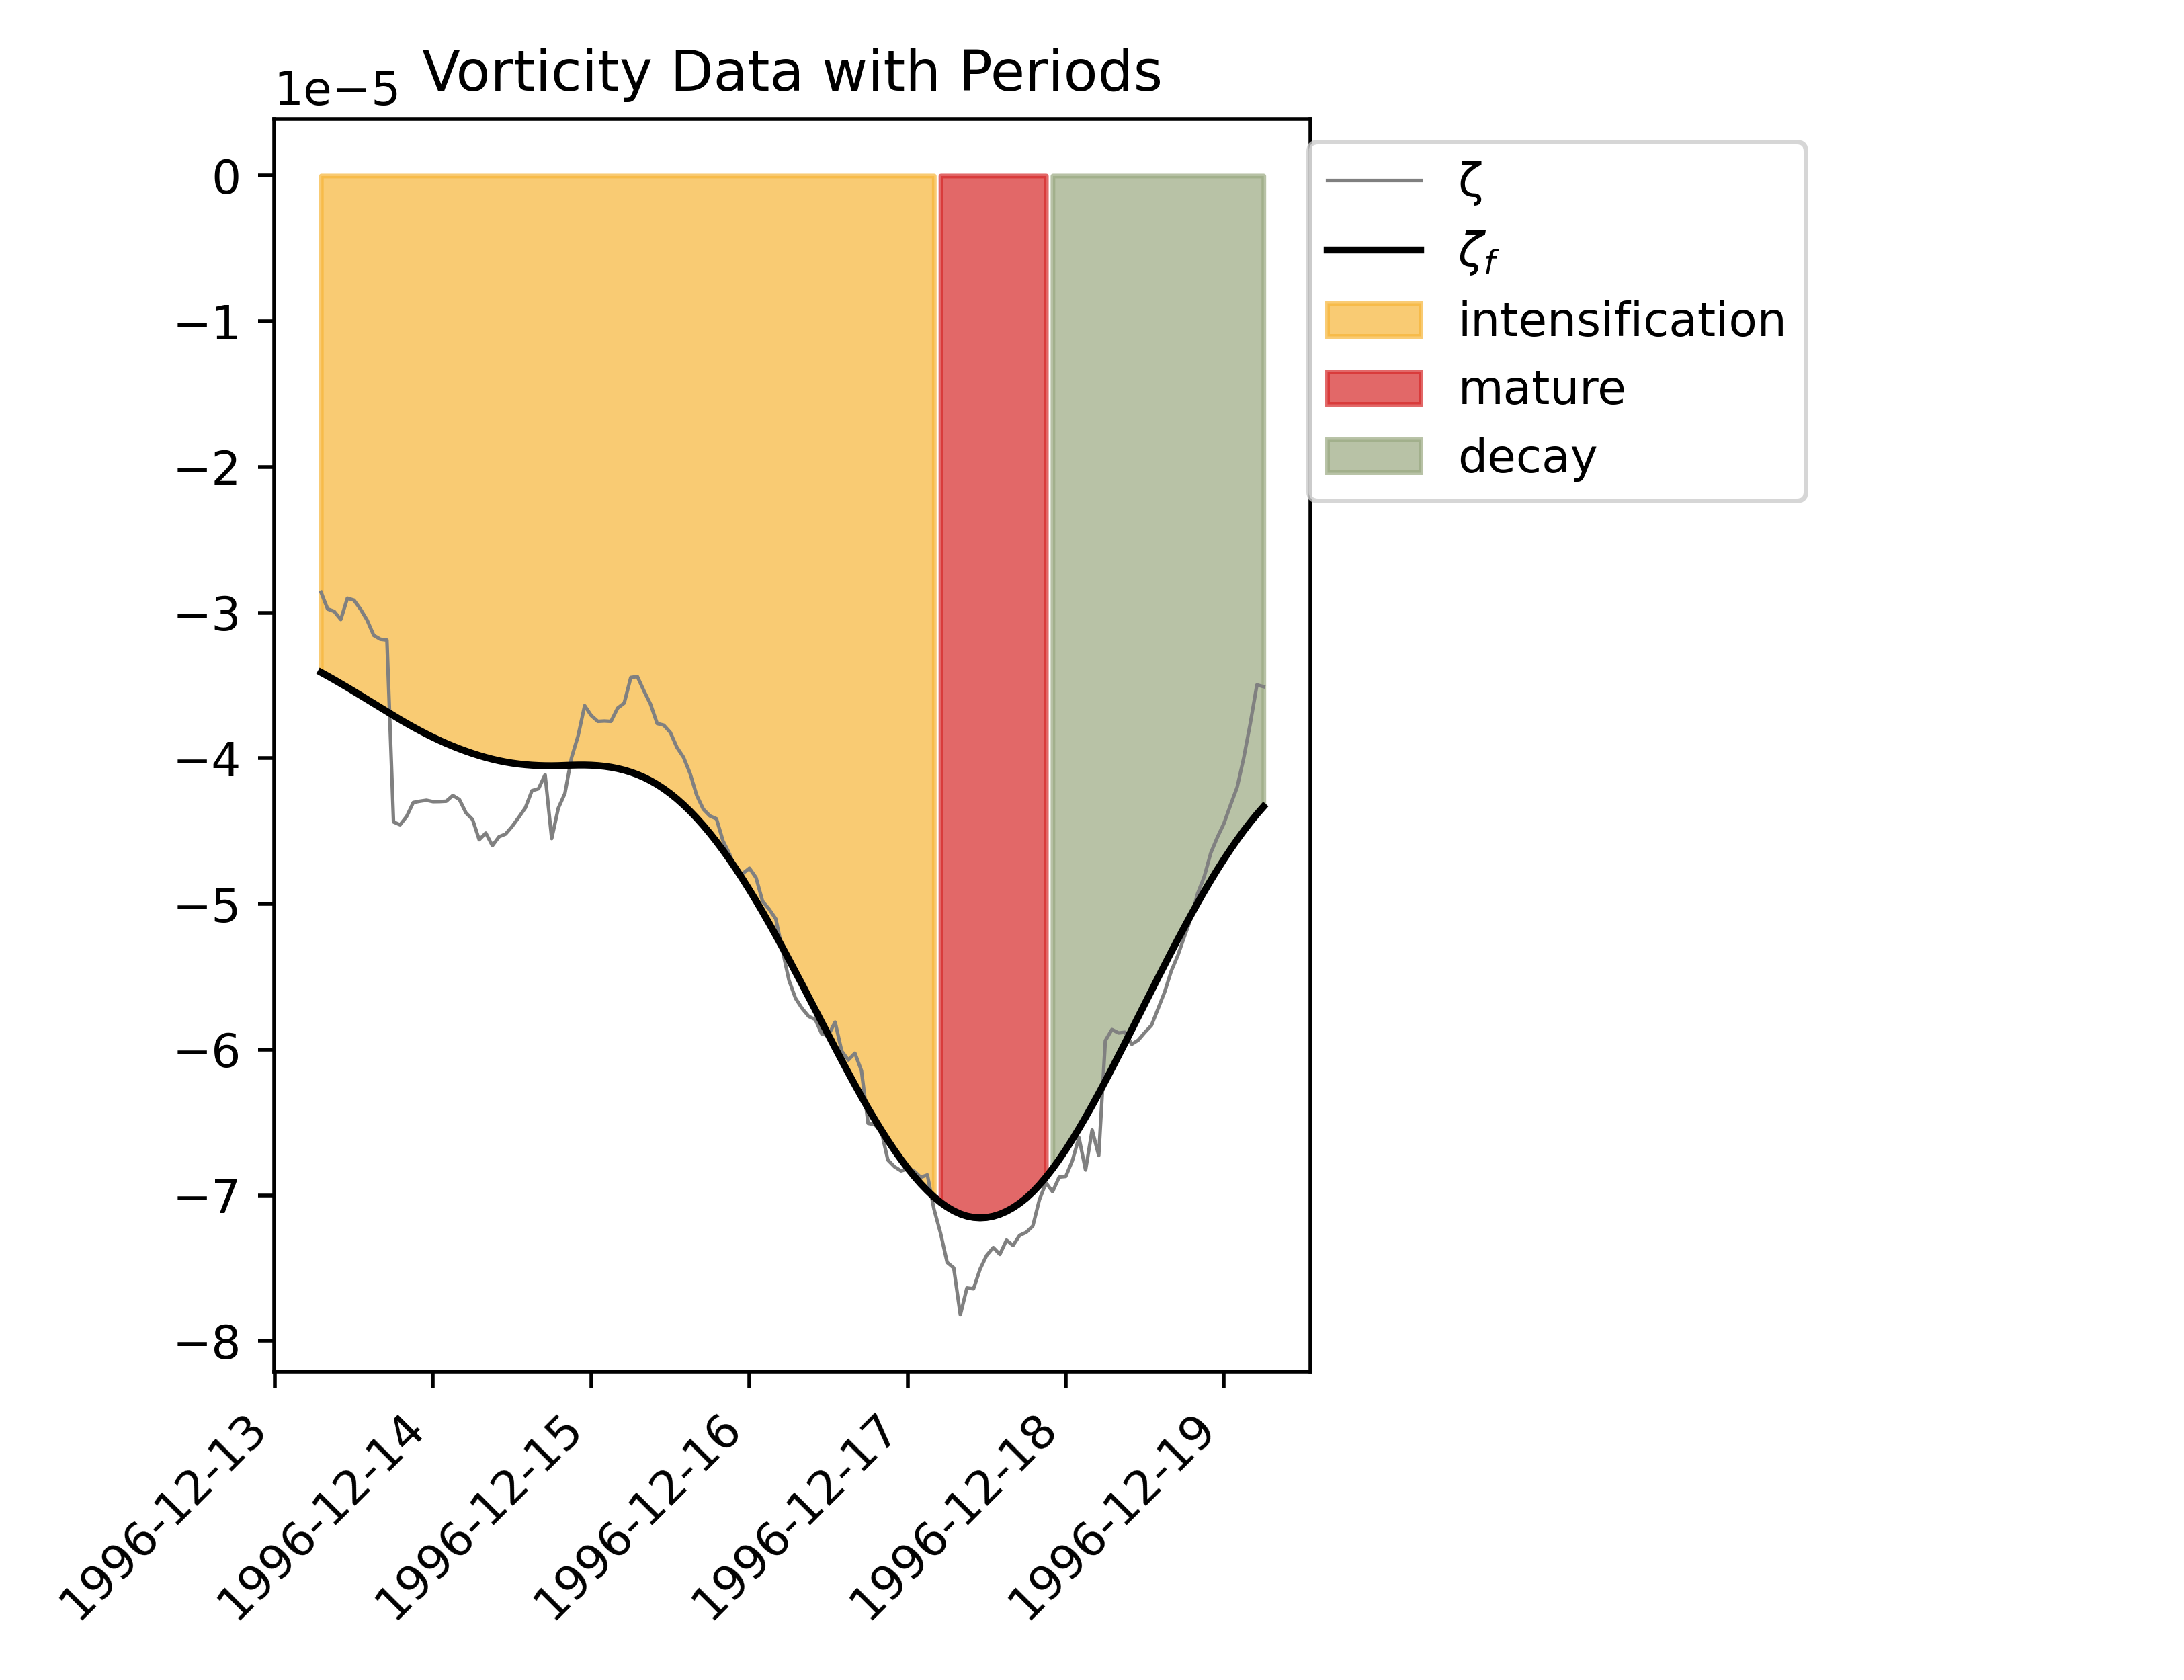 Vorticity Data with Periods
1e−5
0
−1
−2
−3
−4
−5
−6
−7
−8
1996-12-13
1996-12-14
1996-12-15
1996-12-16
1996-12-17
1996-12-18
1996-12-19
ζ
ζf
intensification
mature
decay